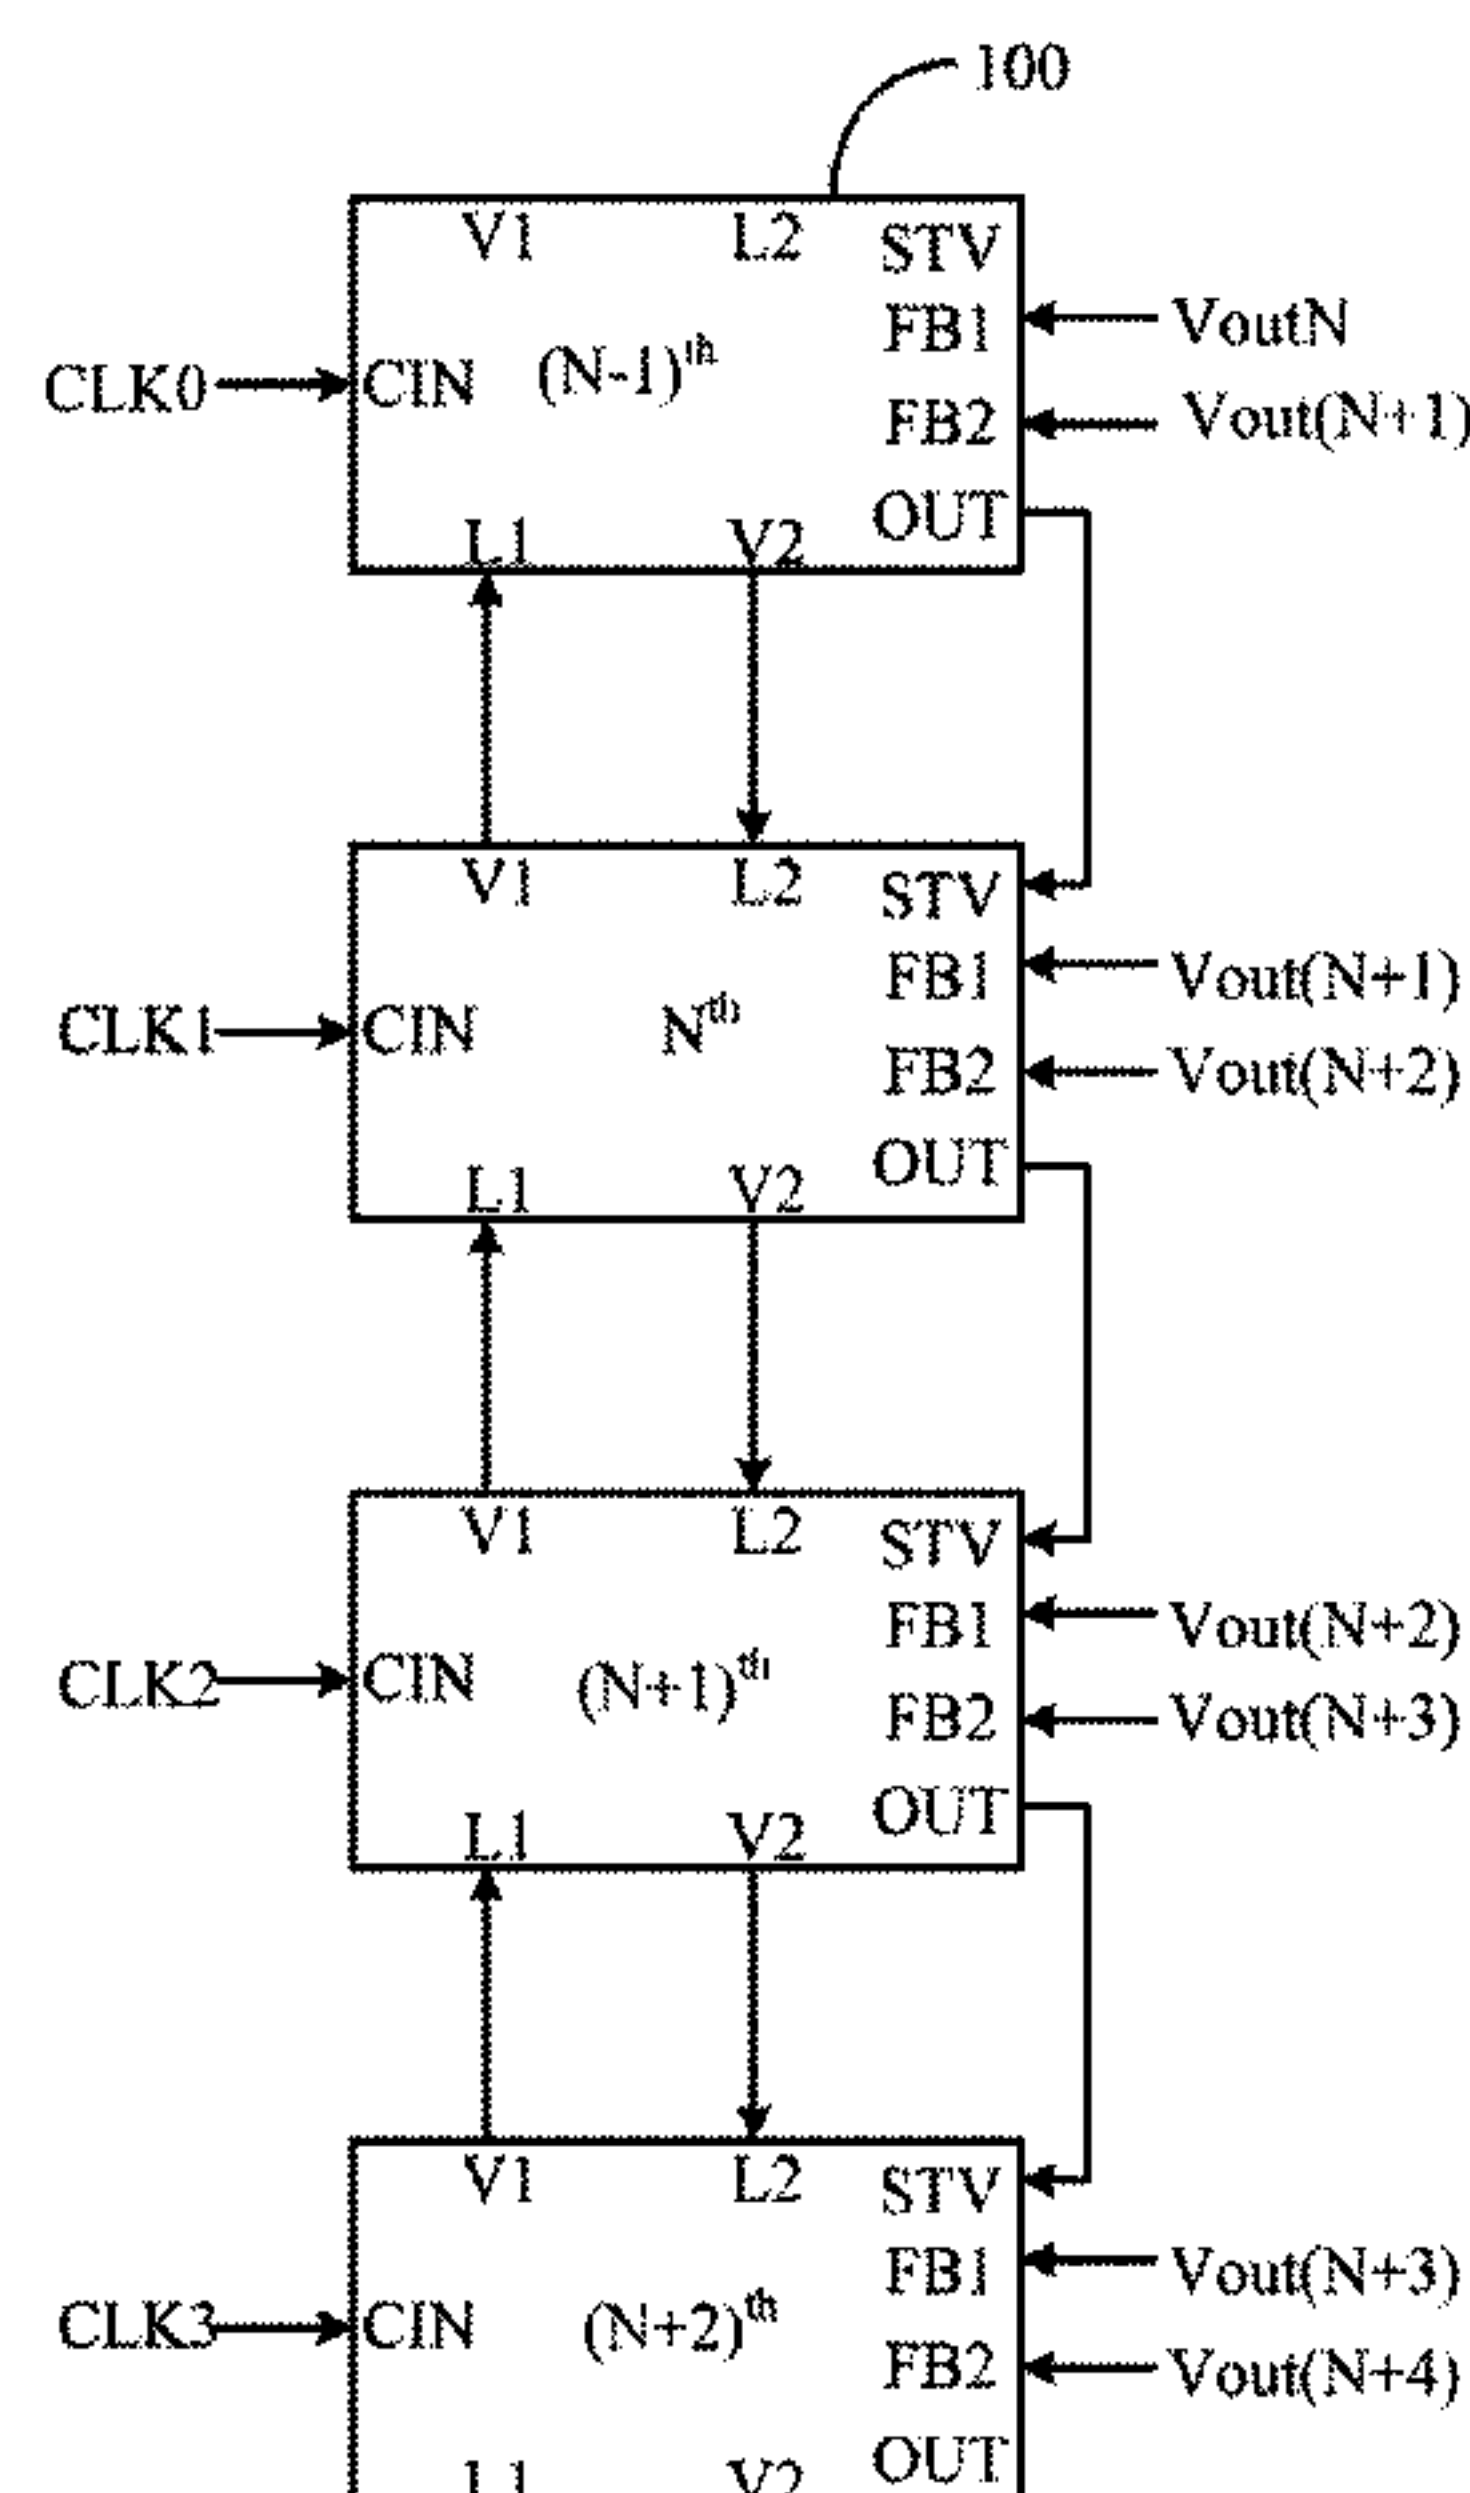 100
V1 L2 STV
FB1 VoutN
CLK0 CIN (N-1)th
FB2 Vout(N+1)
OUT
L1 V2
V1 L2 STV
FB1 Vout(N+1)
CLK1 CIN Nth
FB2 Vout(N+2)
OUT
L1 V2
V1 L2 STV
FB1 Vout(N+2)
CLK2 CIN (N+1)th
FB2 Vout(N+3)
OUT
L1 V2
V1 L2 STV
FB1 Vout(N+3)
CLK3 CIN (N+2)th
FB2 Vout(N+4)
OUT
L1 V2